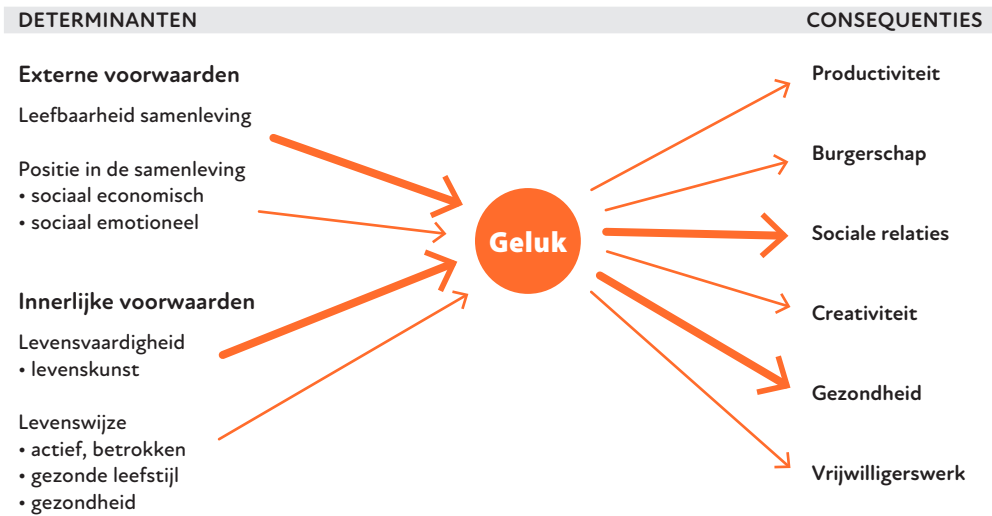 DETERMINANTEN
CONSEQUENTIES
Externe voorwaarden
Leefbaarheid samenleving
Positie in de samenleving
• sociaal economisch
• sociaal emotioneel
Innerlijke voorwaarden
Levensvaardigheid
• levenskunst
Levenswijze
• actief, betrokken
• gezonde leefstijl
• gezondheid
Geluk
Productiviteit
Burgerschap
Sociale relaties
Creativiteit
Gezondheid
Vrijwilligerswerk